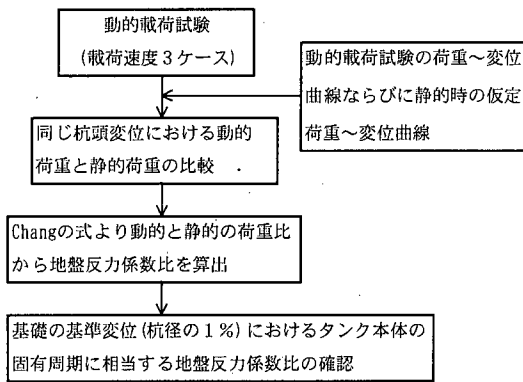 動的載荷試験
(載荷速度3ケース)
動的載荷試験の荷重～変位
曲線ならびに静的時の仮定
荷重～変位曲線
同じ杭頭変位における動的
荷重と静的荷重の比較
Changの式より動的と静的の荷重比
から地盤反力係数比を算出
基礎の基準変位(杭径の1%)におけるタンク本体の
固有周期に相当する地盤反力係数比の確認